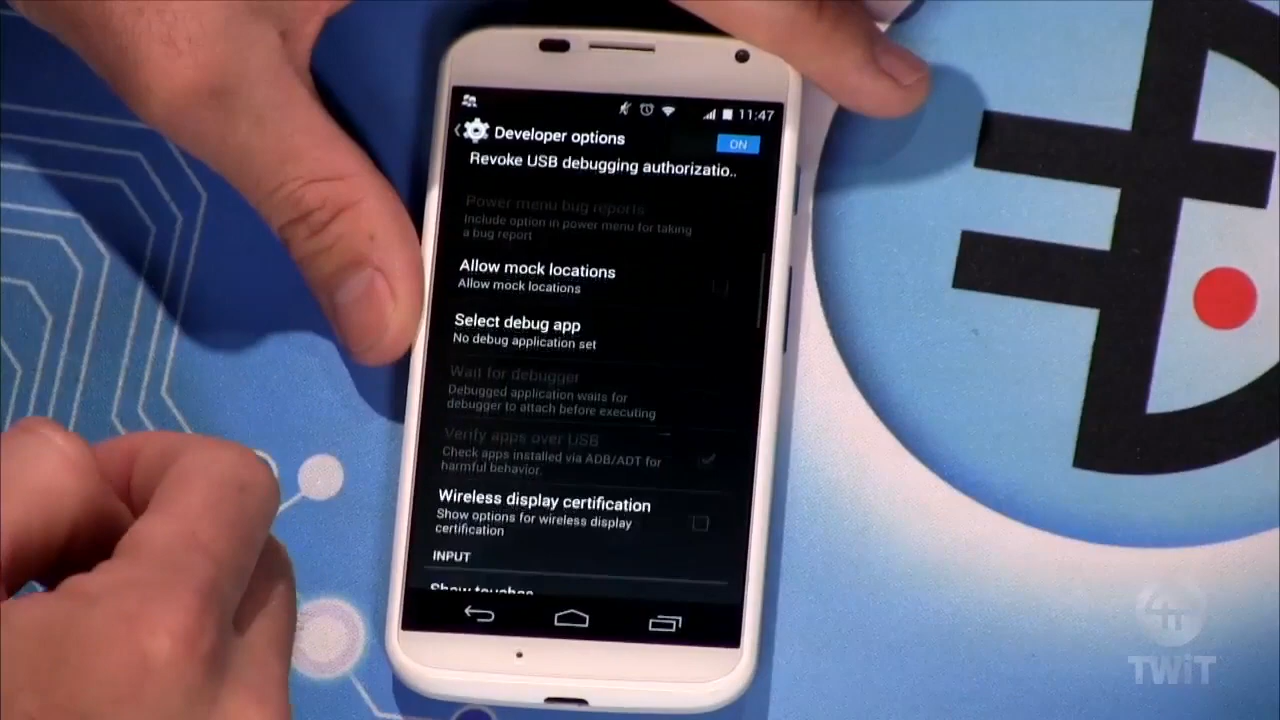 11:47
Developer options
ON
Revoke USB debugging authorizatio..
Power menu bug reports
Include option in power menu for taking
a bug report
Allow mock locations
Allow mock locations
Select debug app
No debug application set
Wait for debugger
Debugged application waits for
debugger to attach before executing
Verify apps over USB
Check apps installed via ADB/ADT for
harmful behavior.
Wireless display certification
Show options for wireless display
certification
INPUT
Show touches
TWiT